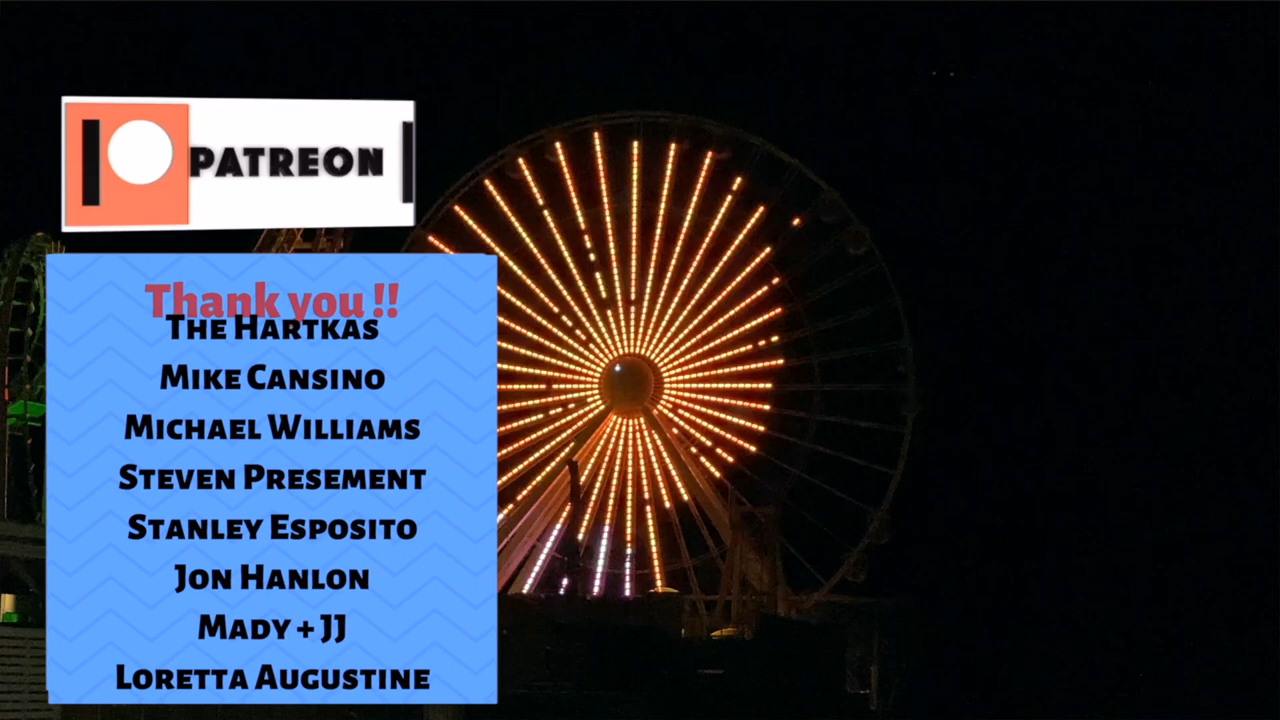 PATREON
Thank you !!
The Hartkas
Mike Cansino
Michael Williams
Steven Presement
Stanley Esposito
Jon Hanlon
Mady + JJ
Loretta Augustine